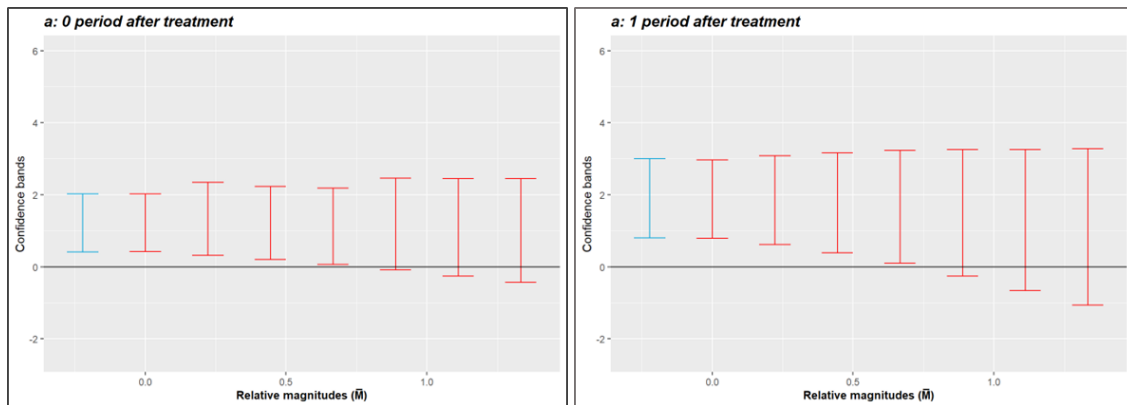 a: 0 period after treatment
6
4
2
0
-2
Confidence bands
0.0
0.5
1.0
Relative magnitudes (M̅)
a: 1 period after treatment
6
4
2
0
-2
Confidence bands
0.0
0.5
1.0
Relative magnitudes (M̅)